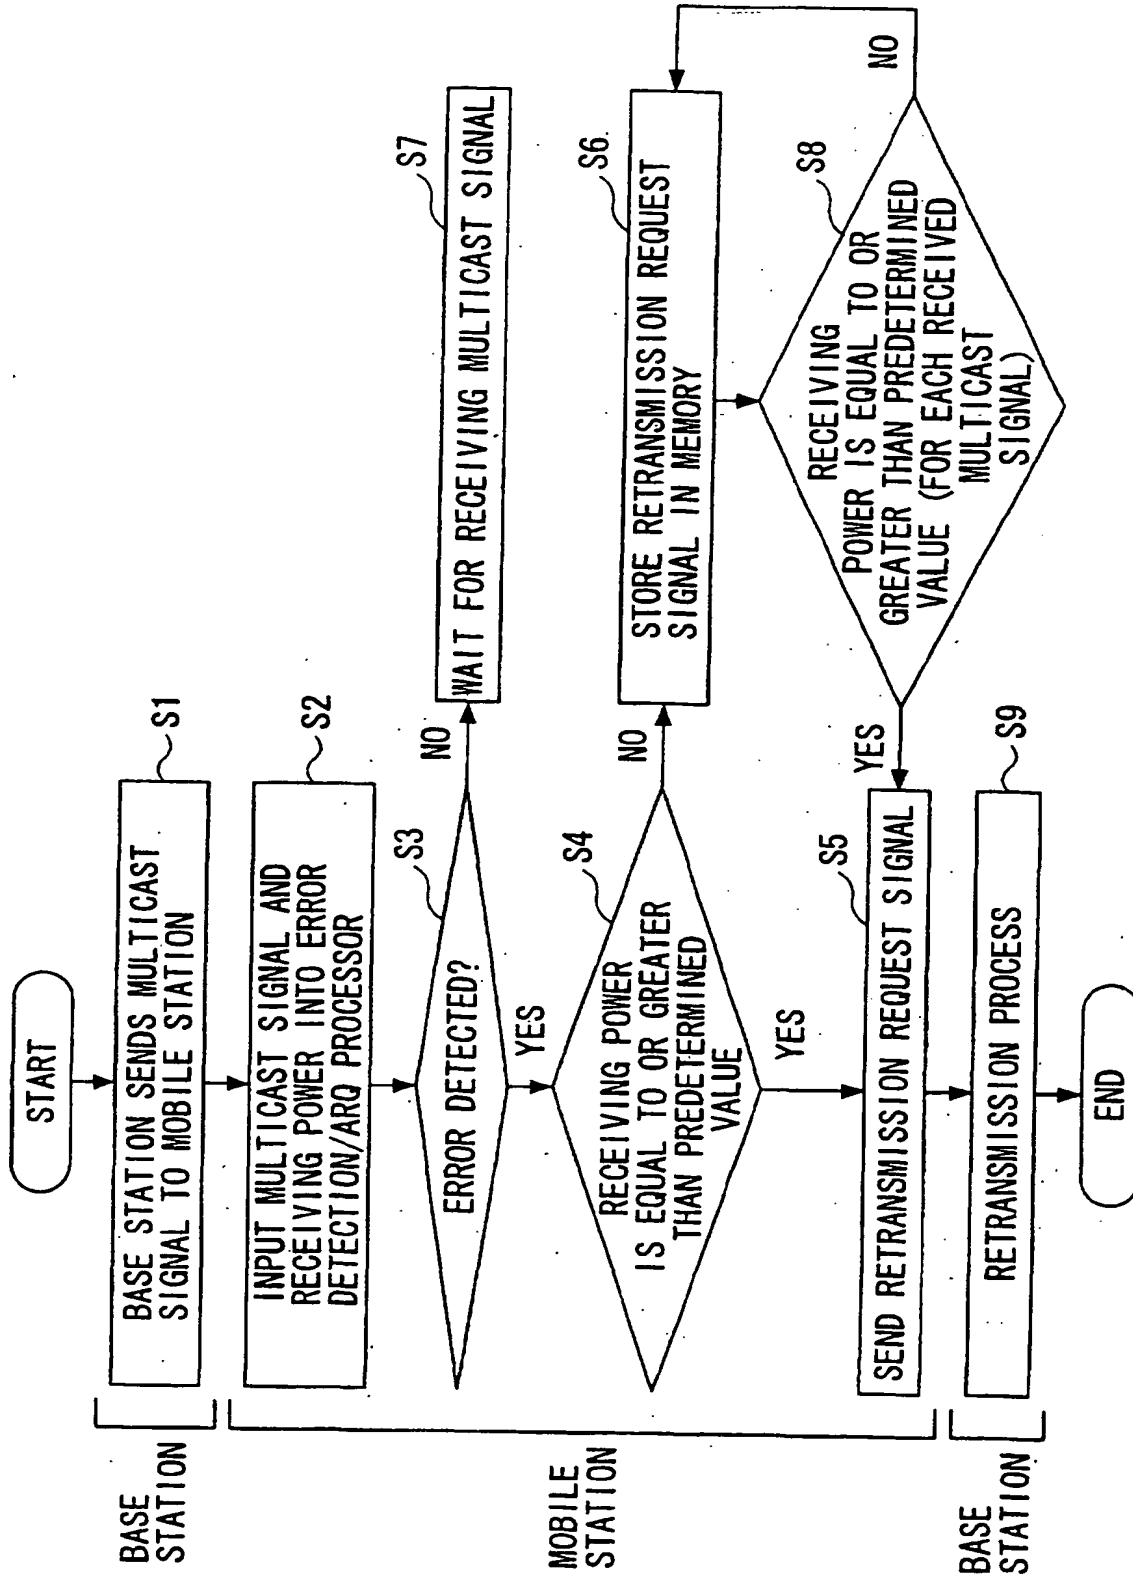 START
S1
BASE STATION SENDS MULTICAST
SIGNAL TO MOBILE STATION
BASE
STATION
S2
INPUT MULTICAST SIGNAL AND
RECEIVING POWER INTO ERROR
DETECTION/ARQ PROCESSOR
S3
ERROR DETECTED?
NO
S7
WAIT FOR RECEIVING MULTICAST SIGNAL
YES
MOBILE
STATION
S4
RECEIVING POWER
IS EQUAL TO OR GREATER
THAN PREDETERMINED
VALUE
NO
S6
STORE RETRANSMISSION REQUEST
SIGNAL IN MEMORY
YES
S8
RECEIVING
POWER IS EQUAL TO OR
GREATER THAN PREDETERMINED
VALUE (FOR EACH RECEIVED
MULTICAST
SIGNAL)
NO
YES
S5
SEND RETRANSMISSION REQUEST SIGNAL
S9
RETRANSMISSION PROCESS
BASE
STATION
END